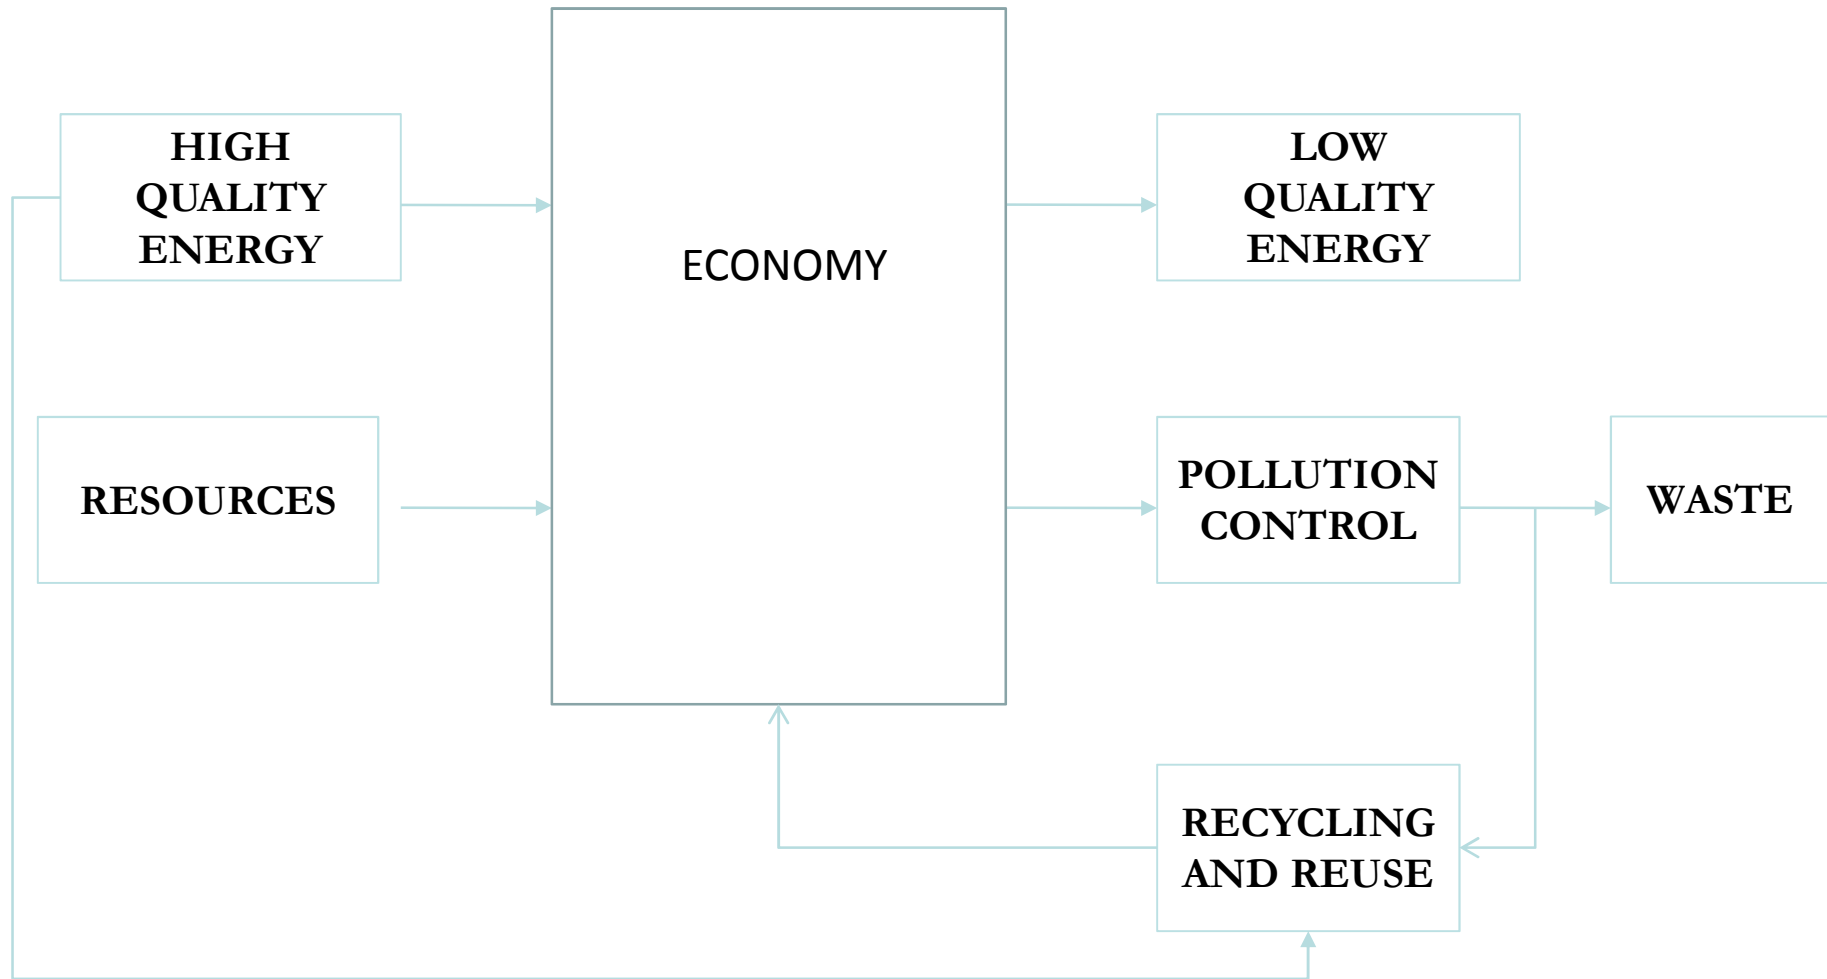 HIGH
QUALITY
ENERGY
ECONOMY
LOW
QUALITY
ENERGY
RESOURCES
POLLUTION
CONTROL
WASTE
RECYCLING
AND REUSE